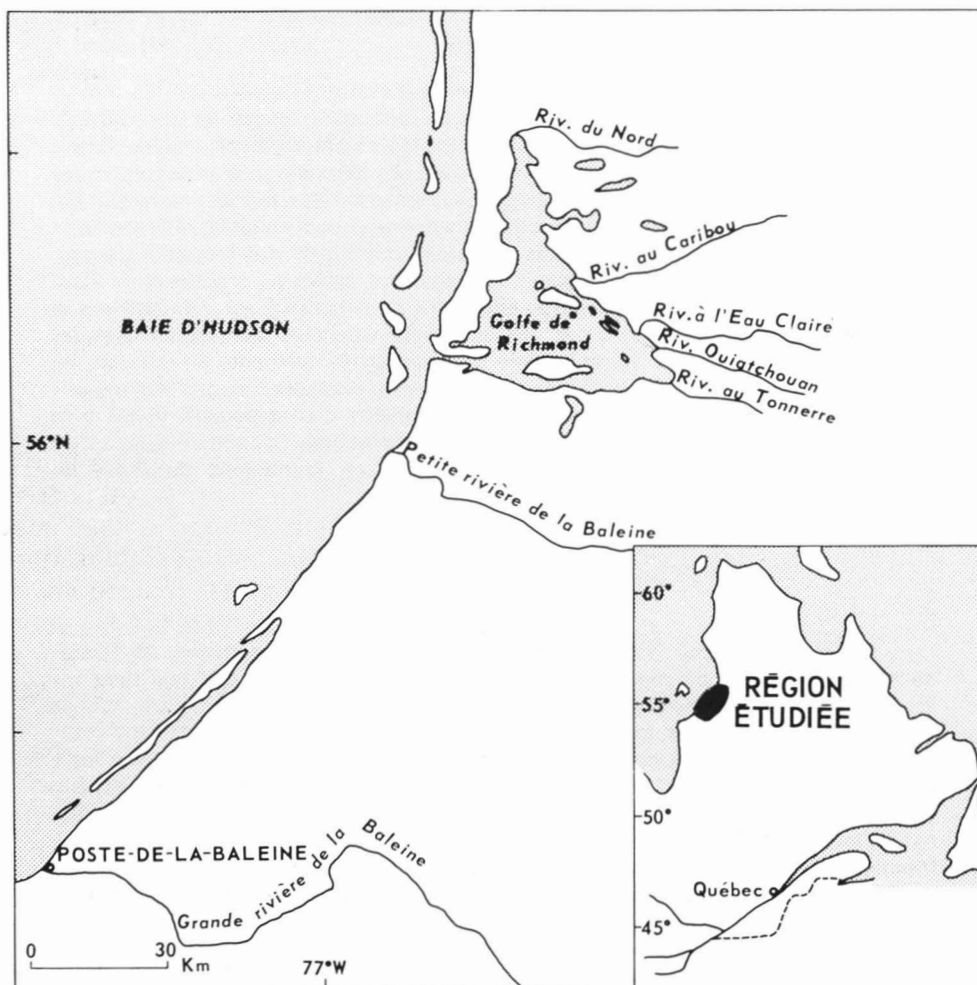 Riv. du Nord
Riv. au Caribou
BAIE D'HUDSON
Golfe de
Richmond
Riv. à l'Eau Claire
Riv. Ouiatchouan
Riv. au Tonnerre
56°N
Petite rivière de la Baleine
60°
RÉGION
ÉTUDIÉE
55°
50°
POSTE-DE-LA-BALEINE
Grande rivière de la Baleine
Québec
45°
0 30
Km
77°W